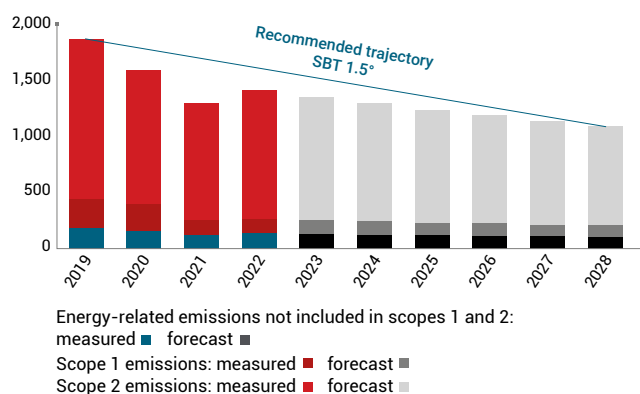 2,000
Recommended trajectory
SBT 1.5°
1,500
1,000
500
0
2019 2020 2021 2022 2023 2024 2025 2026 2027 2028
Energy-related emissions not included in scopes 1 and 2:
measured forecast
Scope 1 emissions: measured forecast
Scope 2 emissions: measured forecast